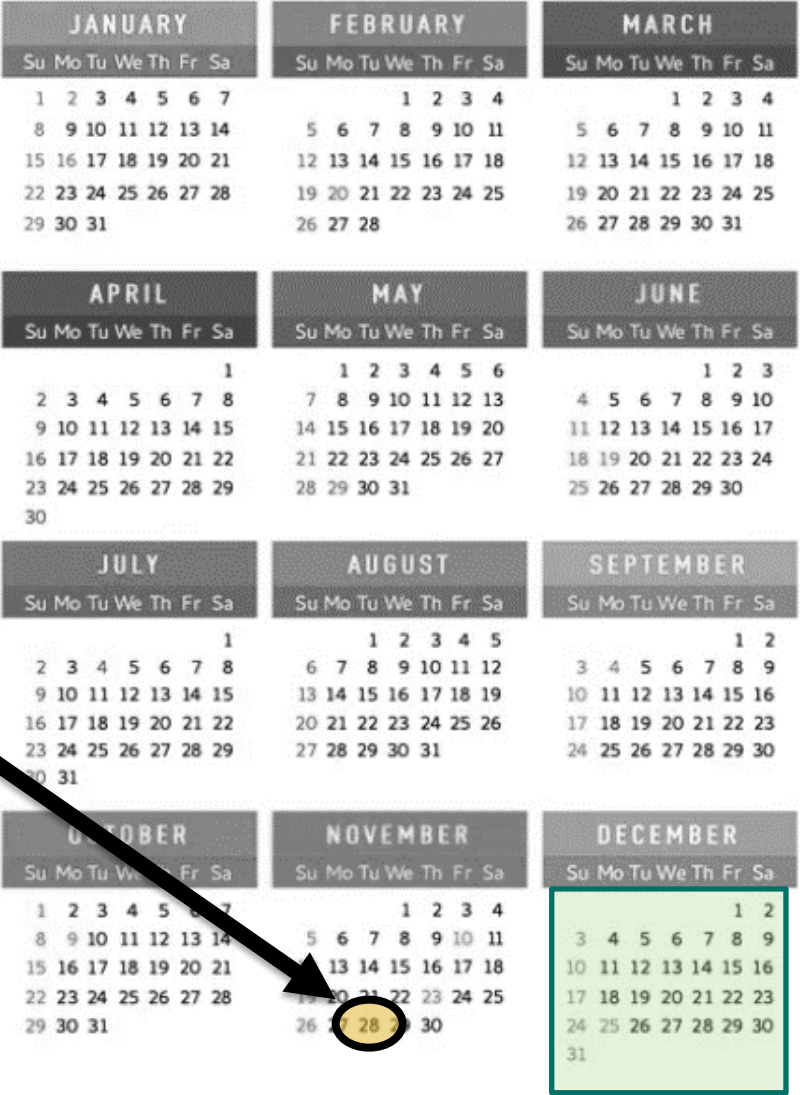 JANUARY
Su Mo Tu We Th Fr Sa
1 2 3 4 5 6 7
8 9 10 11 12 13 14
15 16 17 18 19 20 21
22 23 24 25 26 27 28
29 30 31
FEBRUARY
Su Mo Tu We Th Fr Sa
1 2 3 4
5 6 7 8 9 10 11
12 13 14 15 16 17 18
19 20 21 22 23 24 25
26 27 28
MARCH
Su Mo Tu We Th Fr Sa
1 2 3 4
5 6 7 8 9 10 11
12 13 14 15 16 17 18
19 20 21 22 23 24 25
26 27 28 29 30 31
APRIL
Su Mo Tu We Th Fr Sa
1
2 3 4 5 6 7 8
9 10 11 12 13 14 15
16 17 18 19 20 21 22
23 24 25 26 27 28 29
30
MAY
Su Mo Tu We Th Fr Sa
1 2 3 4 5 6
7 8 9 10 11 12 13
14 15 16 17 18 19 20
21 22 23 24 25 26 27
28 29 30 31
JUNE
Su Mo Tu We Th Fr Sa
1 2 3
4 5 6 7 8 9 10
11 12 13 14 15 16 17
18 19 20 21 22 23 24
25 26 27 28 29 30
JULY
Su Mo Tu We Th Fr Sa
1
2 3 4 5 6 7 8
9 10 11 12 13 14 15
16 17 18 19 20 21 22
23 24 25 26 27 28 29
30 31
AUGUST
Su Mo Tu We Th Fr Sa
1 2 3 4 5
6 7 8 9 10 11 12
13 14 15 16 17 18 19
20 21 22 23 24 25 26
27 28 29 30 31
SEPTEMBER
Su Mo Tu We Th Fr Sa
1 2
3 4 5 6 7 8 9
10 11 12 13 14 15 16
17 18 19 20 21 22 23
24 25 26 27 28 29 30
OCTOBER
Su Mo Tu We Th Fr Sa
1 2 3 4 5 6 7
8 9 10 11 12 13 14
15 16 17 18 19 20 21
22 23 24 25 26 27 28
29 30 31
NOVEMBER
Su Mo Tu We Th Fr Sa
1 2 3 4
5 6 7 8 9 10 11
13 14 15 16 17 18
19 20 21 22 23 24 25
26 27 28 29 30
DECEMBER
Su Mo Tu We Th Fr Sa
1 2
3 4 5 6 7 8 9
10 11 12 13 14 15 16
17 18 19 20 21 22 23
24 25 26 27 28 29 30
31